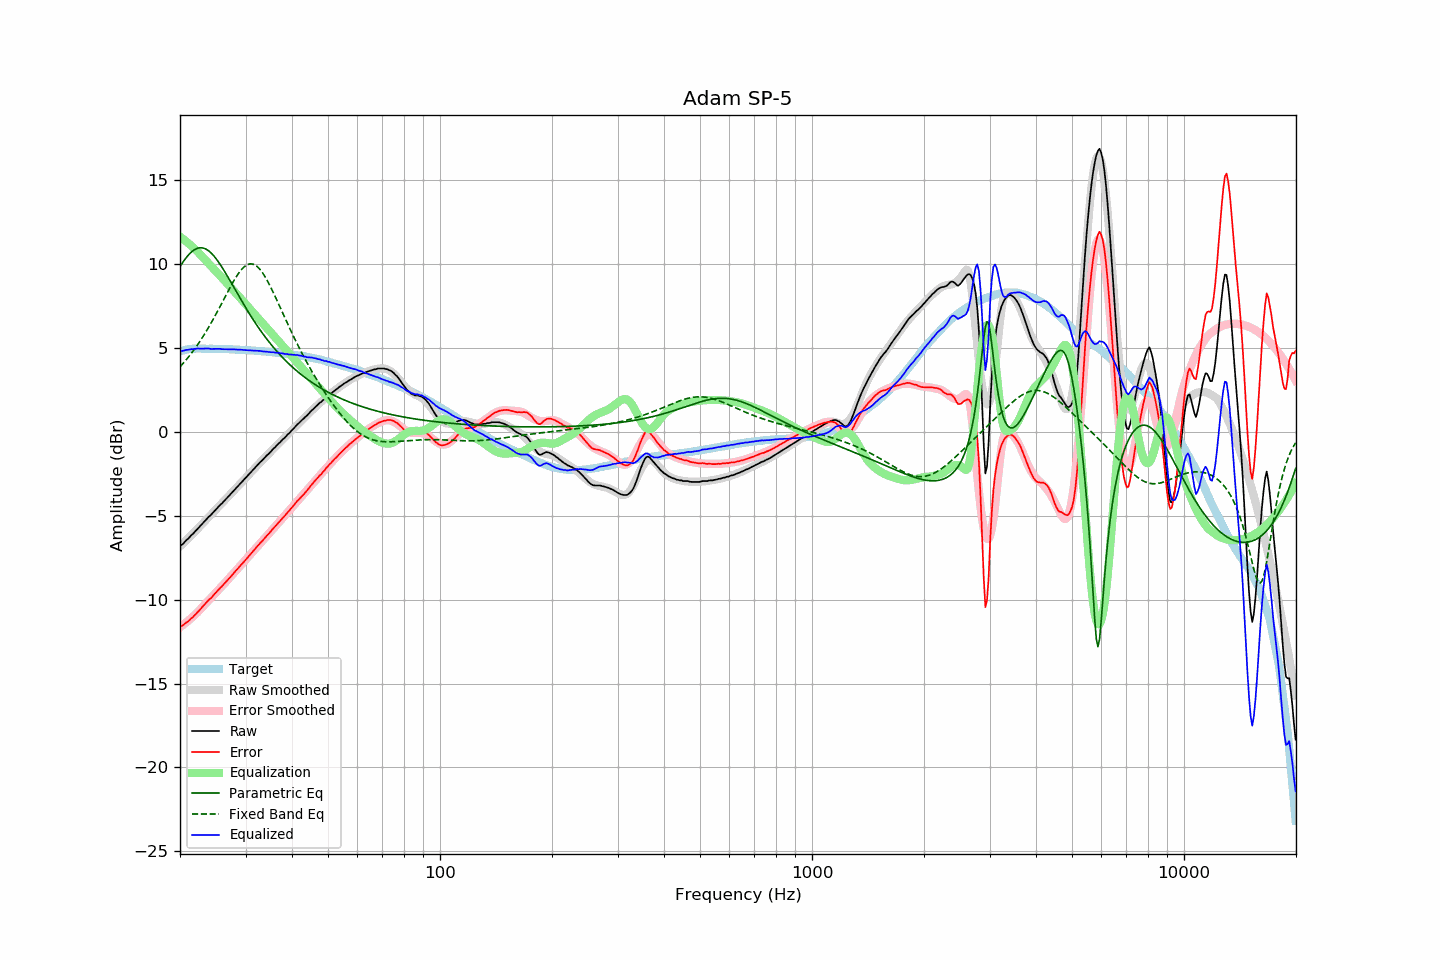 Adam SP-5
Amplitude (dBr)
15
10
5
0
−5
−10
−15
−20
−25
100
1000
10000
Frequency (Hz)
Target
Raw Smoothed
Error Smoothed
Raw
Error
Equalization
Parametric Eq
Fixed Band Eq
Equalized